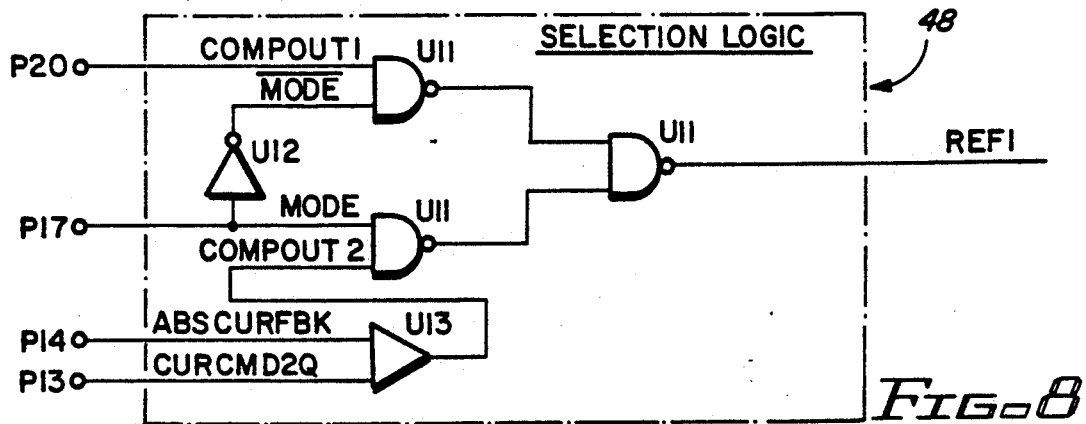 48
SELECTION LOGIC
P20 COMPOUT1 U11
MODE
U12
U11 REF1
P17 MODE U11
COMPOUT 2
P14 ABSCURFBK U13
P13 CURCMD2Q
FIG-8